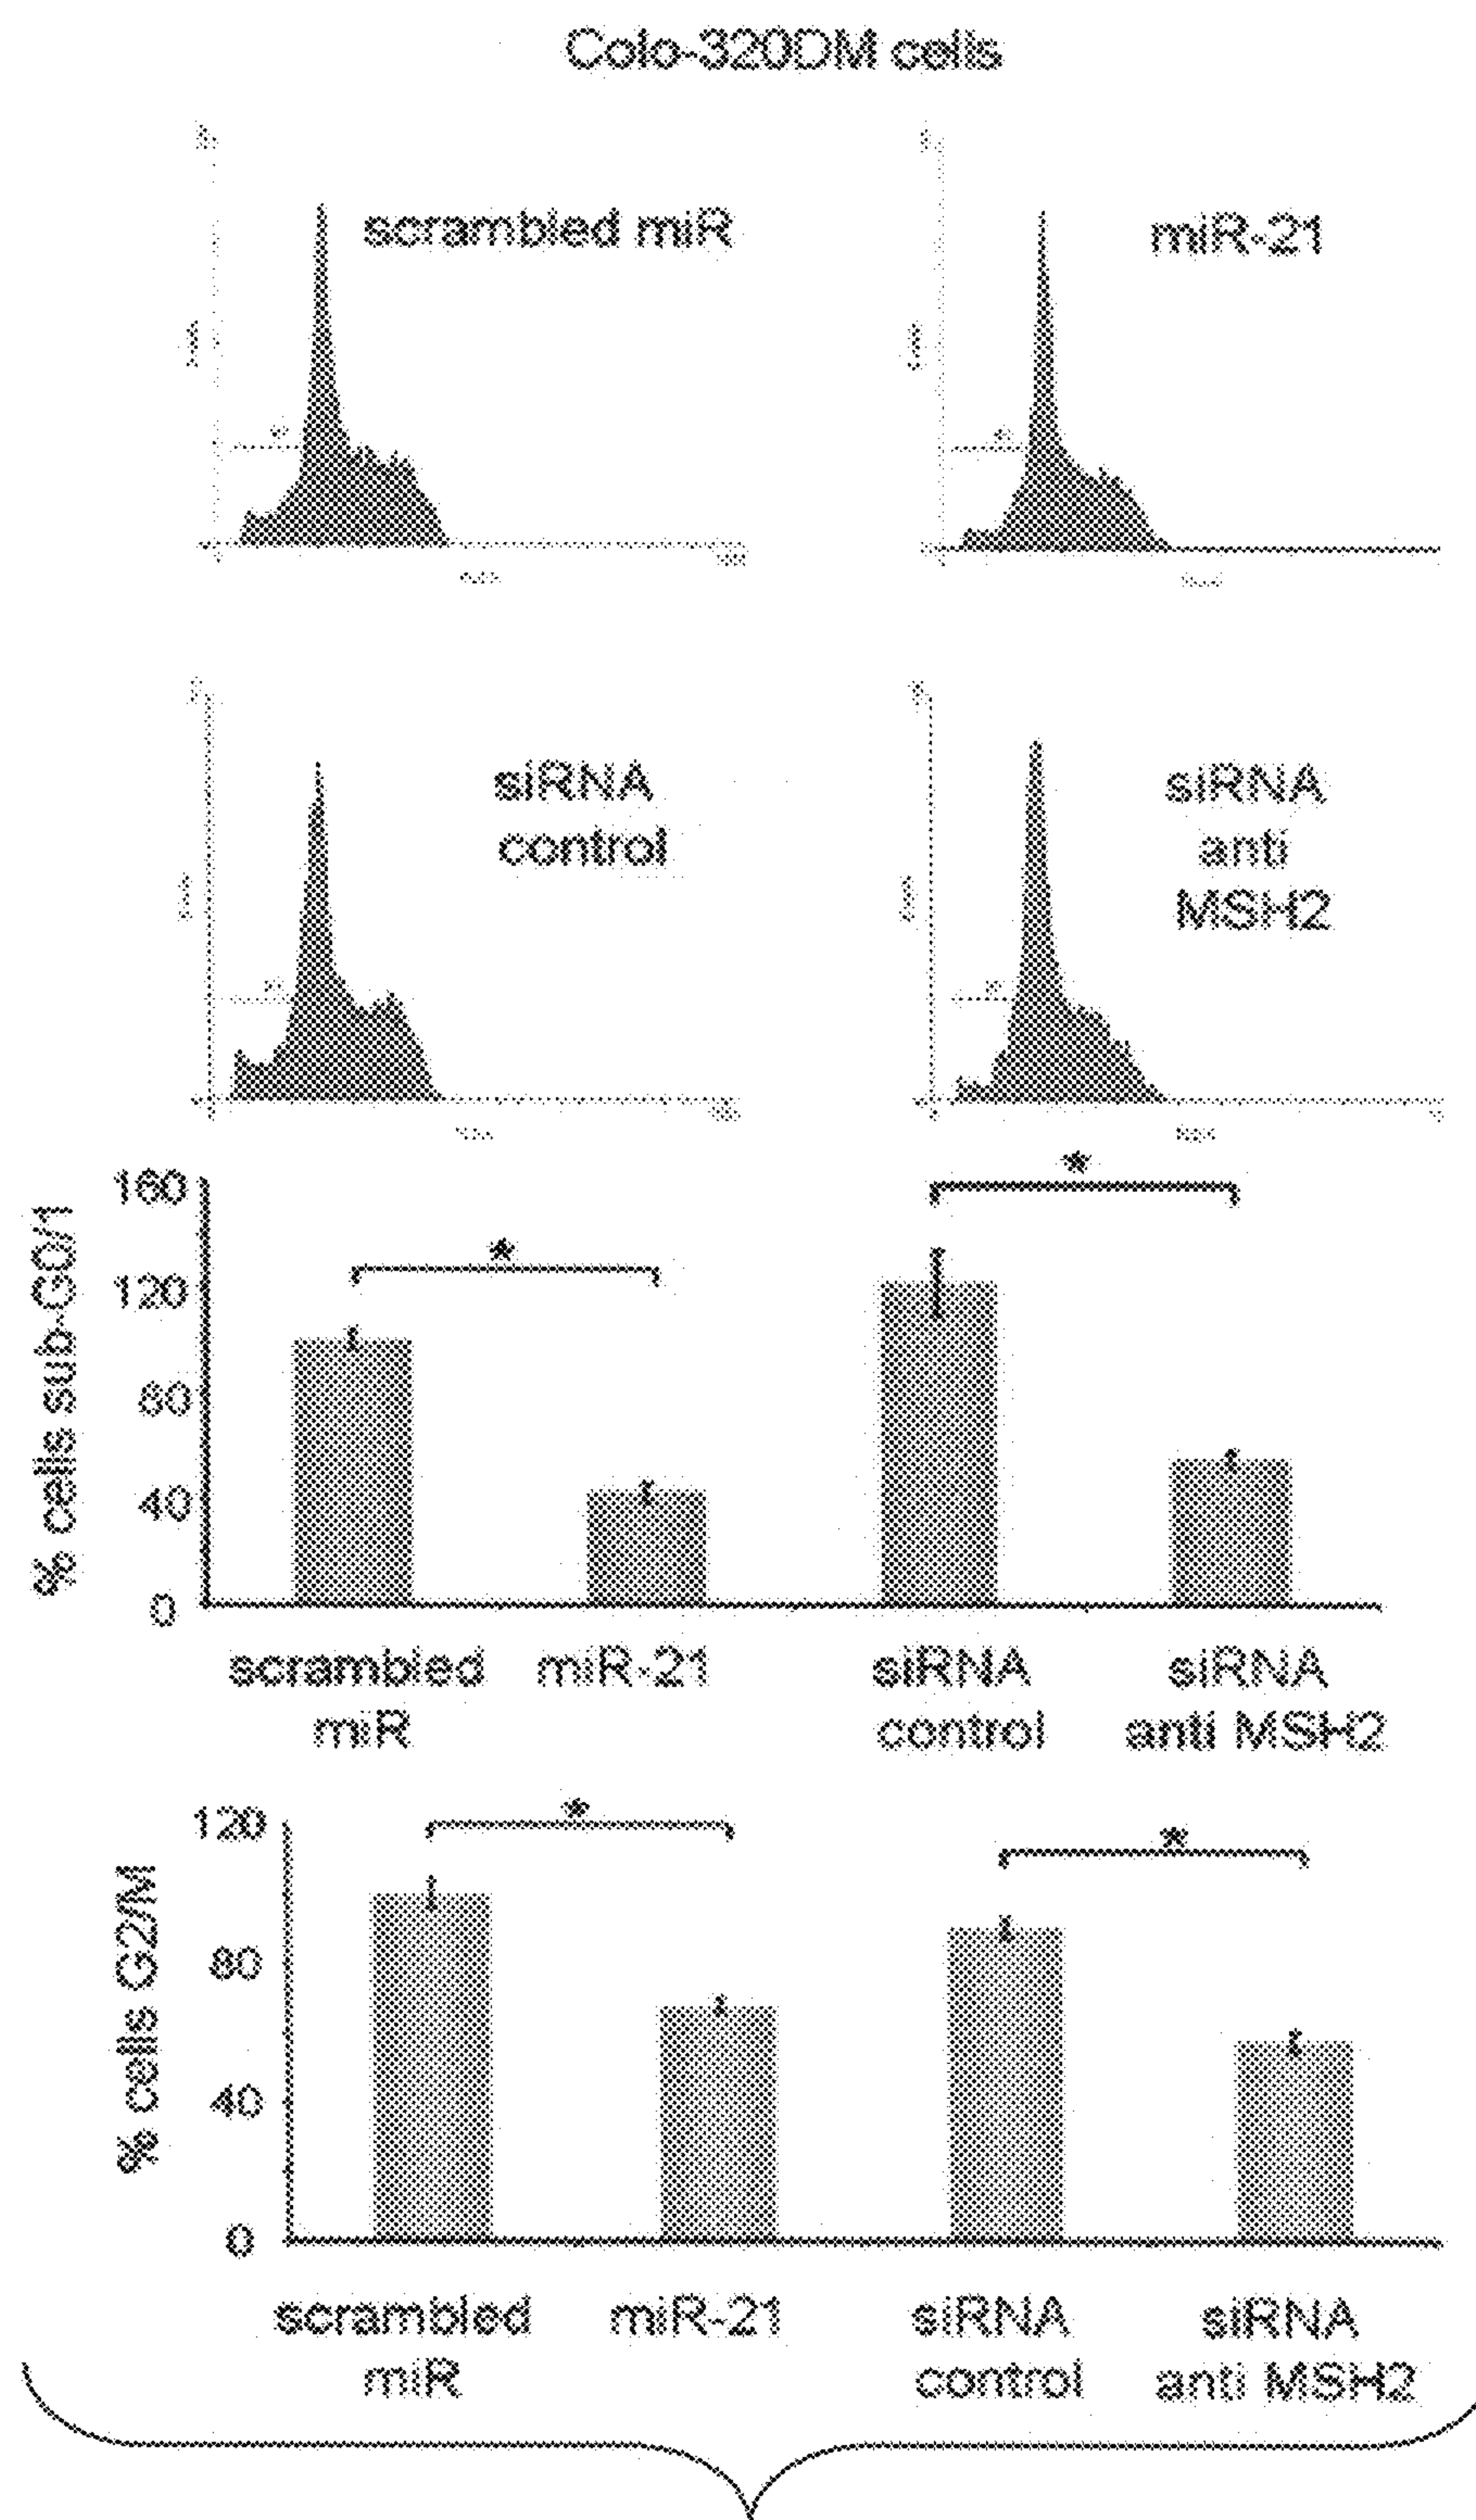 Colo-320DM cells
scrambled miR
miR-21
siRNA
control
siRNA
anti
MSH2
*
*
% cells sub-G0/1
160
120
80
40
0
scrambled
miR
miR-21
siRNA
control
siRNA
anti MSH2
*
*
% cells G2/M
120
80
40
0
scrambled
miR
miR-21
siRNA
control
siRNA
anti MSH2